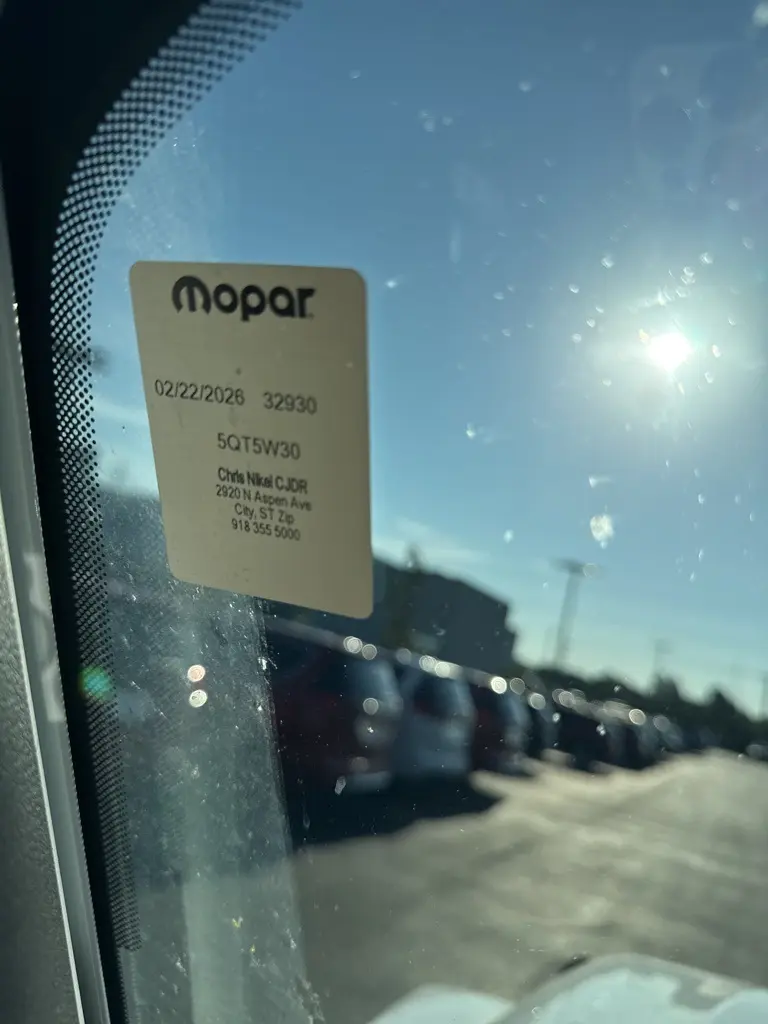 mopar
02/22/2026 32930
5QT5W30
Chris Nikel CJDR
2920 N Aspen Ave
City, ST Zip
918 355 5000